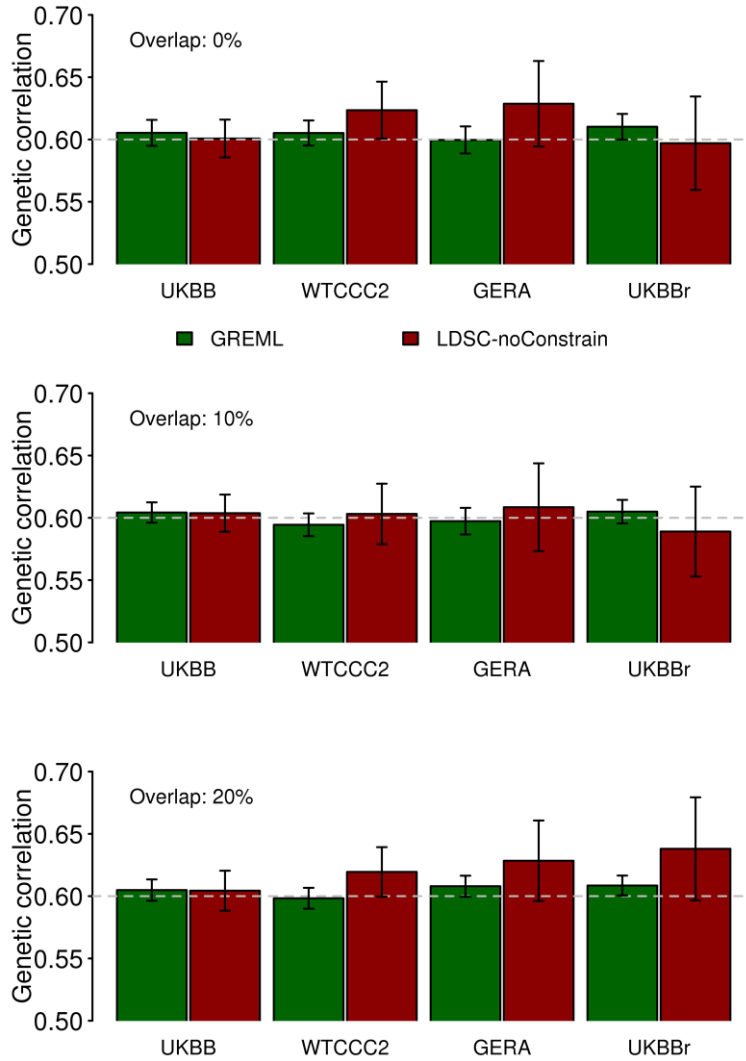 Genetic correlation
0.70
0.65
0.60
0.55
0.50
Overlap: 0%
UKBB WTCCC2 GERA UKBBr
GREML LDSC-noConstrain
Genetic correlation
0.70
0.65
0.60
0.55
0.50
Overlap: 10%
UKBB WTCCC2 GERA UKBBr
Genetic correlation
0.70
0.65
0.60
0.55
0.50
Overlap: 20%
UKBB WTCCC2 GERA UKBBr